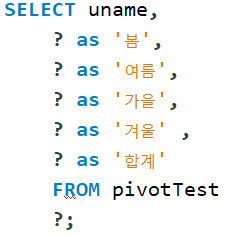 SELECT uname,
? as '봄',
? as '여름',
? as '가을',
? as '겨울' ,
? as '합계'
FROM pivotTest
?;